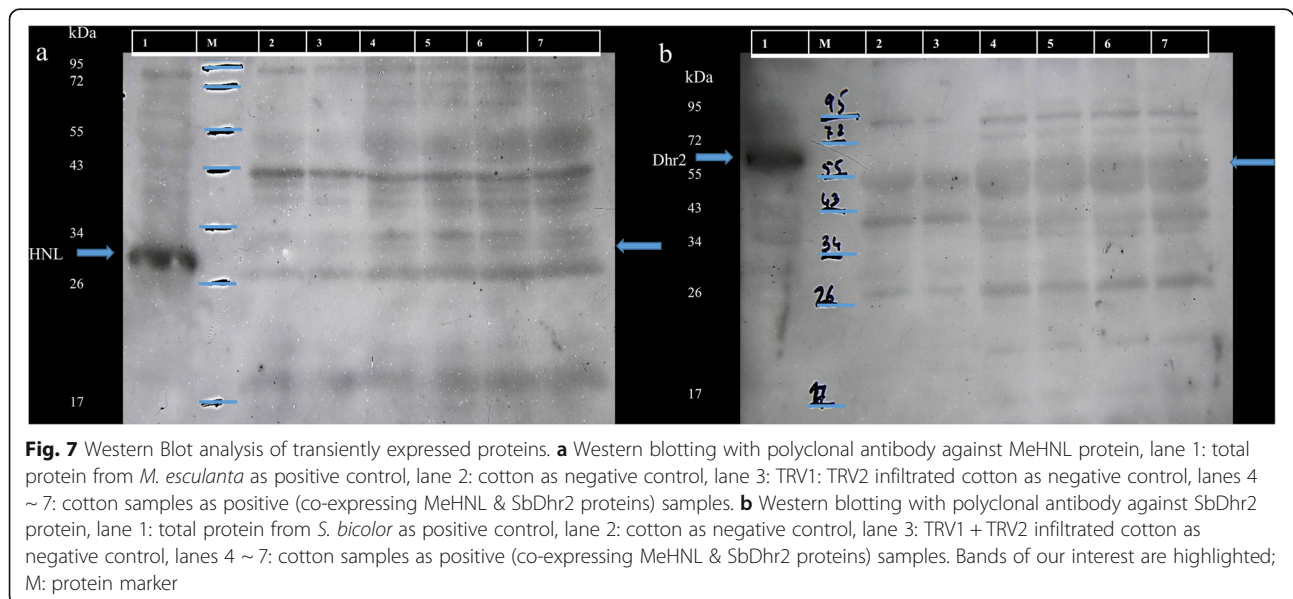 a
kDa
1 M 2 3 4 5 6 7
95
72
55
43
34
HNL
26
17
b
kDa
1 M 2 3 4 5 6 7
95
72
Dhr2
55
43
34
26
17
95
72
55
43
34
26
17
Fig. 7 Western Blot analysis of transiently expressed proteins. a Western blotting with polyclonal antibody against MeHNL protein, lane 1: total
protein from M. esculanta as positive control, lane 2: cotton as negative control, lane 3: TRV1: TRV2 infiltrated cotton as negative control, lanes 4
~ 7: cotton samples as positive (co-expressing MeHNL & SbDhr2 proteins) samples. b Western blotting with polyclonal antibody against SbDhr2
protein, lane 1: total protein from S. bicolor as positive control, lane 2: cotton as negative control, lane 3: TRV1 + TRV2 infiltrated cotton as
negative control, lanes 4 ~ 7: cotton samples as positive (co-expressing MeHNL & SbDhr2 proteins) samples. Bands of our interest are highlighted;
M: protein marker